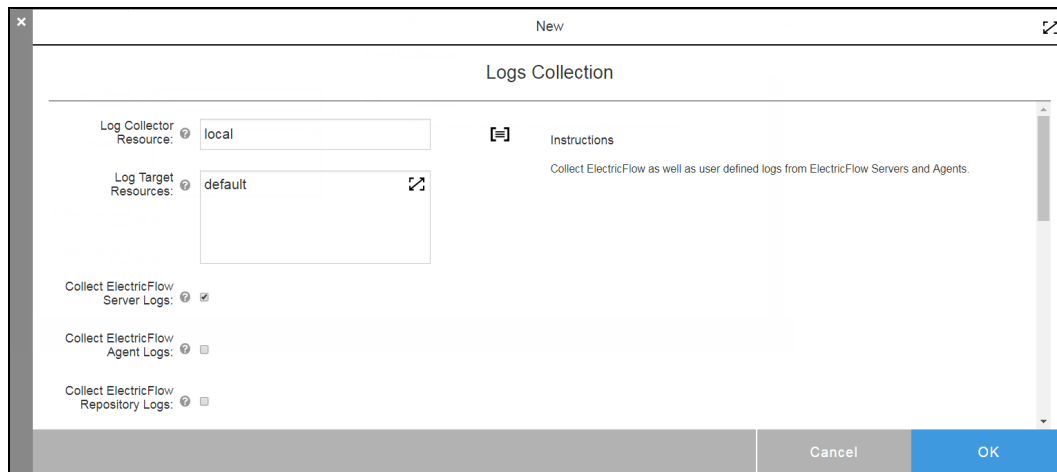 New
Logs Collection
Log Collector
Resource:
local
Instructions
Collect ElectricFlow as well as user defined logs from ElectricFlow Servers and Agents.
Log Target
Resources:
default
Collect ElectricFlow
Server Logs:
Collect ElectricFlow
Agent Logs:
Collect ElectricFlow
Repository Logs:
Cancel
OK